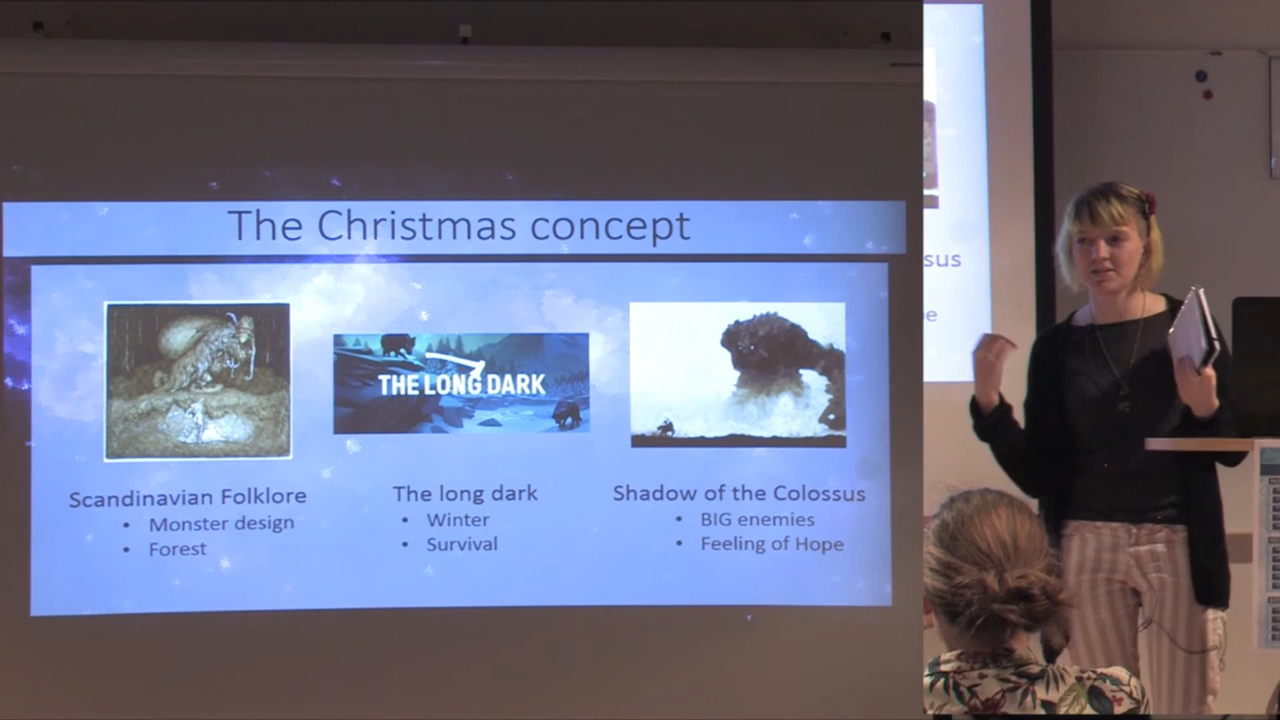 The Christmas concept
THE LONG DARK
Scandinavian Folklore
• Monster design
• Forest
The long dark
• Winter
• Survival
Shadow of the Colossus
• BIG enemies
• Feeling of Hope
sus
e